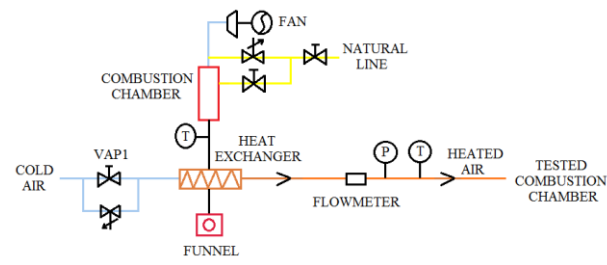 FAN
NATURAL
LINE
COMBUSTION
CHAMBER
T
HEAT
EXCHANGER
VAP1
COLD
AIR
P
T
HEATED
AIR
TESTED
COMBUSTION
CHAMBER
FLOWMETER
FUNNEL